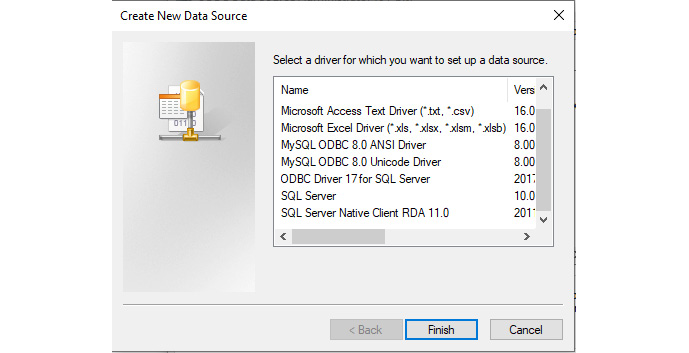 Create New Data Source
Select a driver for which you want to set up a data source.
Name Vers
Microsoft Access Text Driver (*.txt, *.csv) 16.0
Microsoft Excel Driver (*.xls, *.xlsx, *.xlsm, *.xlsb) 16.0
MySQL ODBC 8.0 ANSI Driver 8.00
MySQL ODBC 8.0 Unicode Driver 8.00
ODBC Driver 17 for SQL Server 2017
SQL Server 10.0
SQL Server Native Client RDA 11.0 2011
< Back Finish Cancel